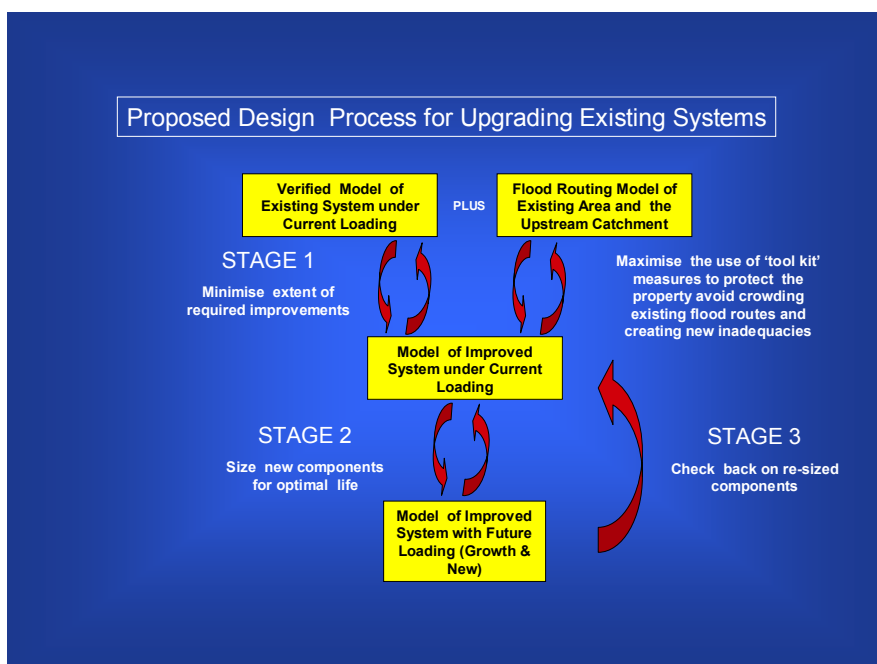 Proposed Design Process for Upgrading Existing Systems
Verified Model of
Existing System under
Current Loading
PLUS
Flood Routing Model of
Existing Area and the
Upstream Catchment
STAGE 1
Minimise extent of
required improvements
Maximise the use of ‘tool kit’
measures to protect the
property avoid crowding
existing flood routes and
creating new inadequacies
Model of Improved
System under Current
Loading
STAGE 2
Size new components
for optimal life
STAGE 3
Check back on re-sized
components
Model of Improved
System with Future
Loading (Growth &
New)